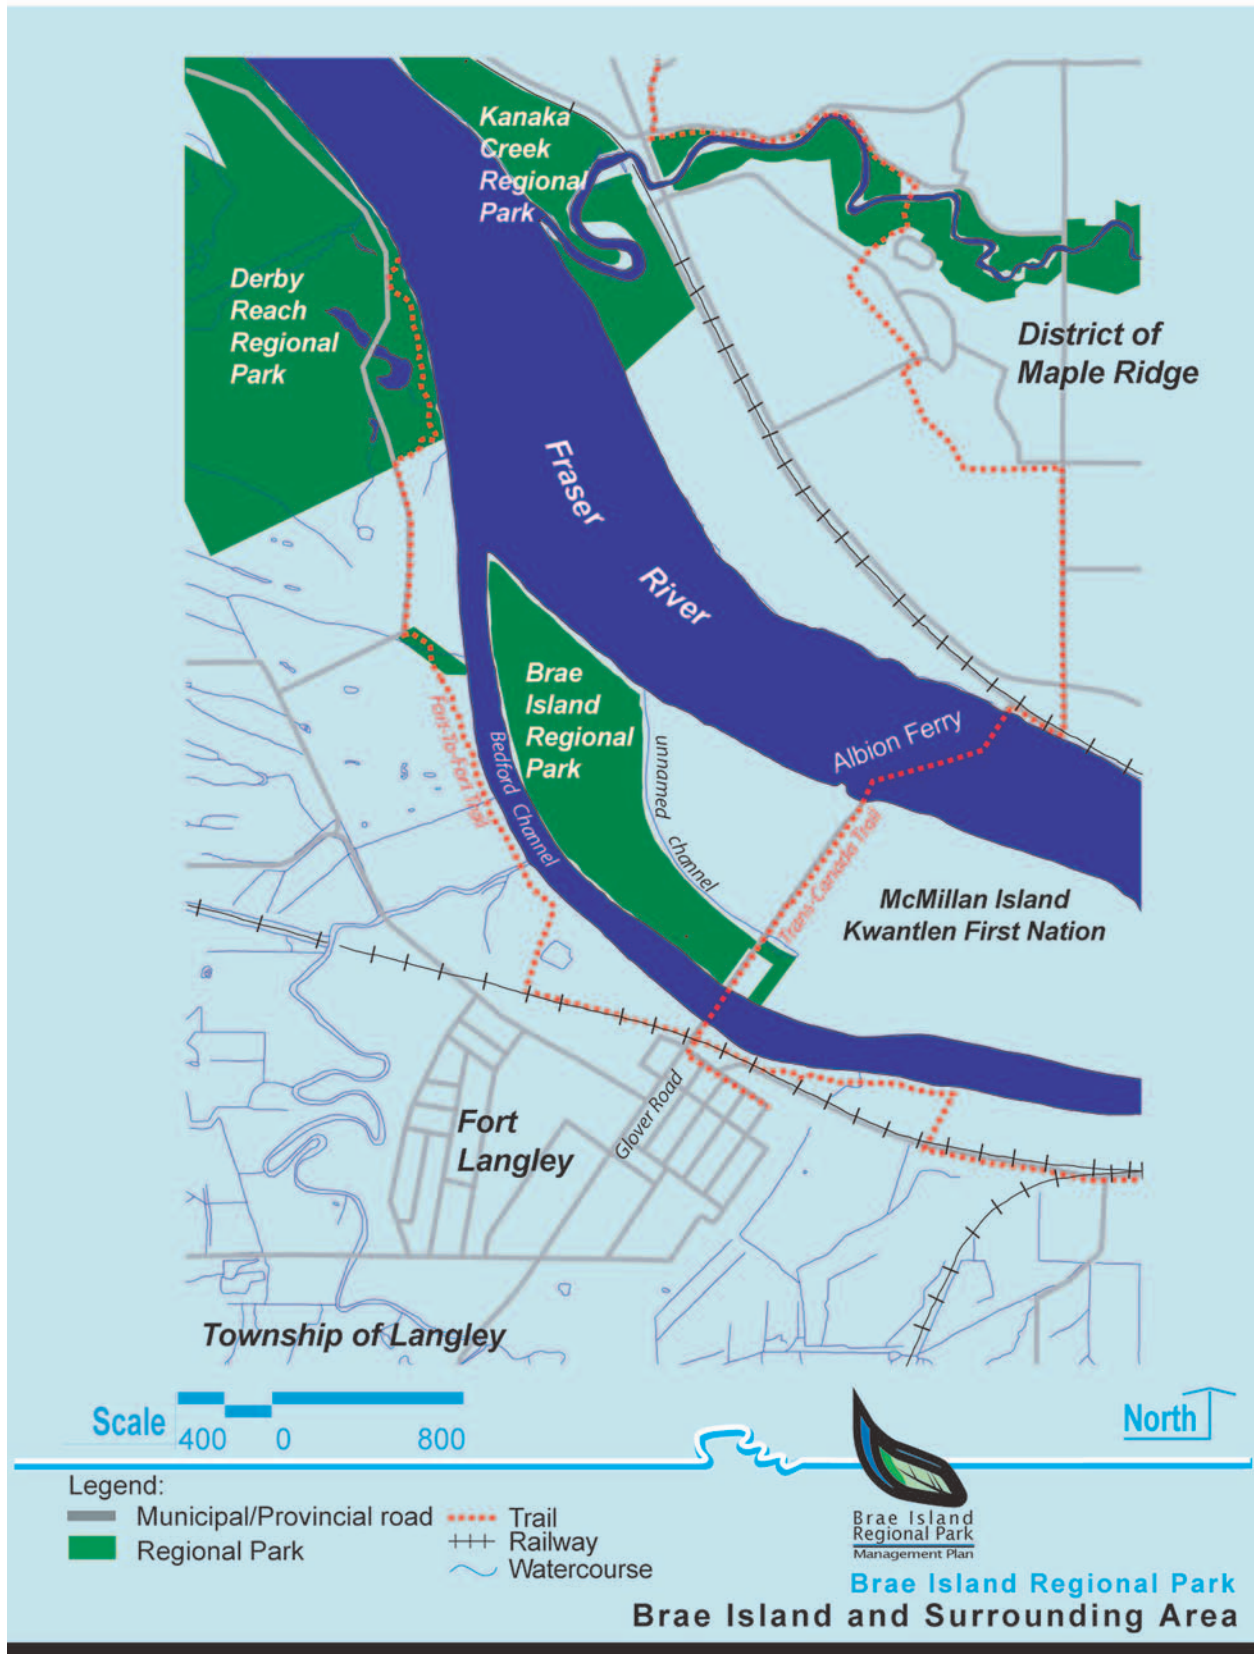 Kanaka
Creek
Regional
Park
Derby
Reach
Regional
Park
District of
Maple Ridge
Fraser
River
Brae
Island
Regional
Park
Fort-To-Fort Trail
Bedford Channel
unnamed channel
Albion Ferry
Trans-Canada Trail
McMillan Island
Kwantlen First Nation
Glover Road
Fort
Langley
Township of Langley
Scale
400 0 800
North
Legend:
Municipal/Provincial road
Regional Park
Trail
Railway
Watercourse
Brae Island
Regional Park
Management Plan
Brae Island Regional Park
Brae Island and Surrounding Area